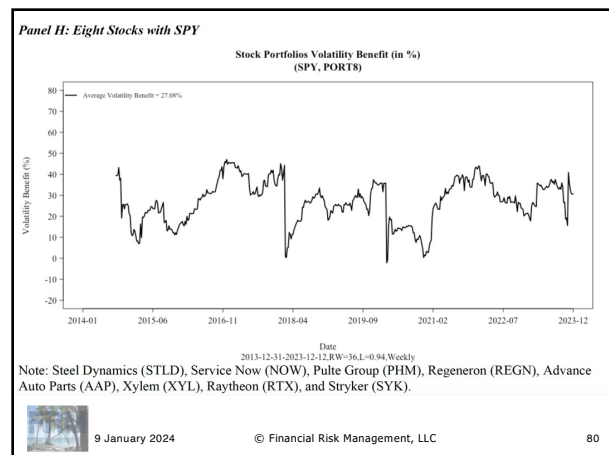 Panel H: Eight Stocks with SPY
Stock Portfolios Volatility Benefit (in %)
(SPY, PORT8)
Average Volatility Benefit = 27.08%
Volatility Benefit (%)
80
70
60
50
40
30
20
10
0
-10
-20
2014-01 2015-06 2016-11 2018-04 2019-09 2021-02 2022-07 2023-12
Date
2013-12-31-2023-12-12,RW=36,L=0.94,Weekly
Note: Steel Dynamics (STLD), Service Now (NOW), Pulte Group (PHM), Regeneron (REGN), Advance
Auto Parts (AAP), Xylem (XYL), Raytheon (RTX), and Stryker (SYK).
9 January 2024 © Financial Risk Management, LLC 80